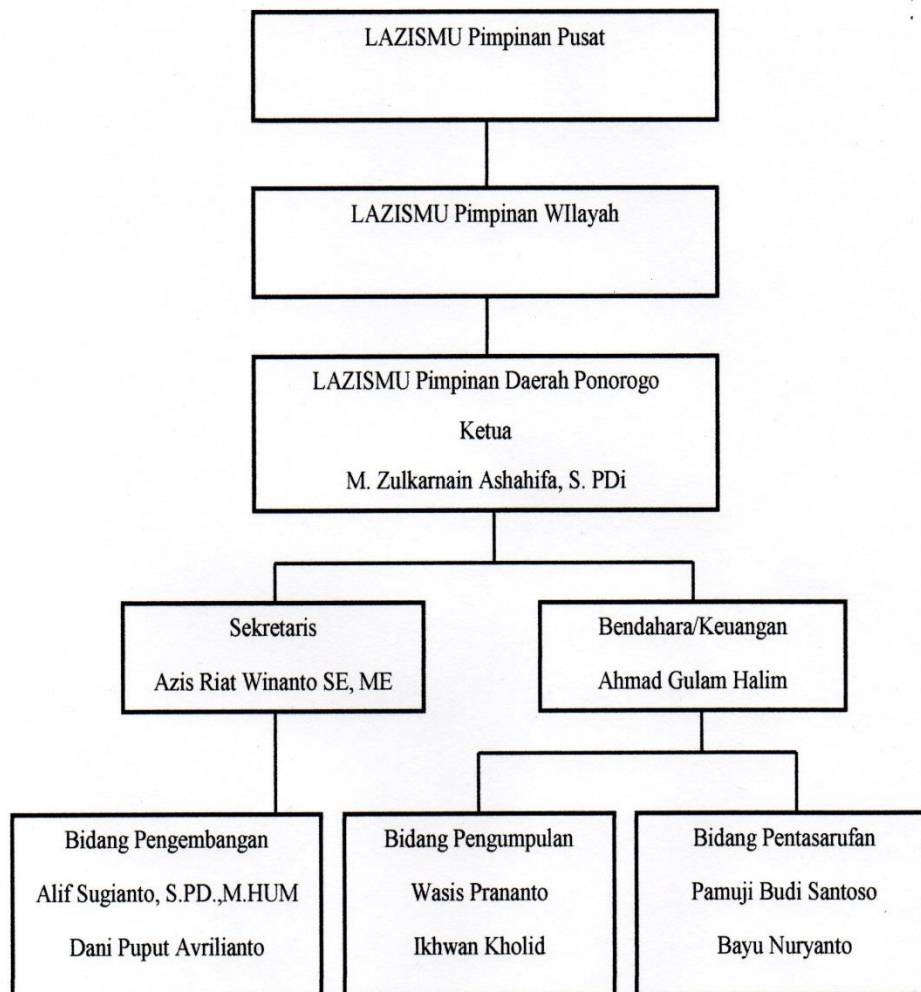 LAZISMU Pimpinan Pusat
LAZISMU Pimpinan WIlayah
LAZISMU Pimpinan Daerah Ponorogo
Ketua
M. Zulkarnain Ashahifa, S. PDi
Sekretaris
Azis Riat Winanto SE, ME
Bendahara/Keuangan
Ahmad Gulam Halim
Bidang Pengembangan
Alif Sugianto, S.PD.,M.HUM
Dani Puput Avrilianto
Bidang Pengumpulan
Wasis Prananto
Ikhwan Kholid
Bidang Pentasarufan
Pamuji Budi Santoso
Bayu Nuryanto